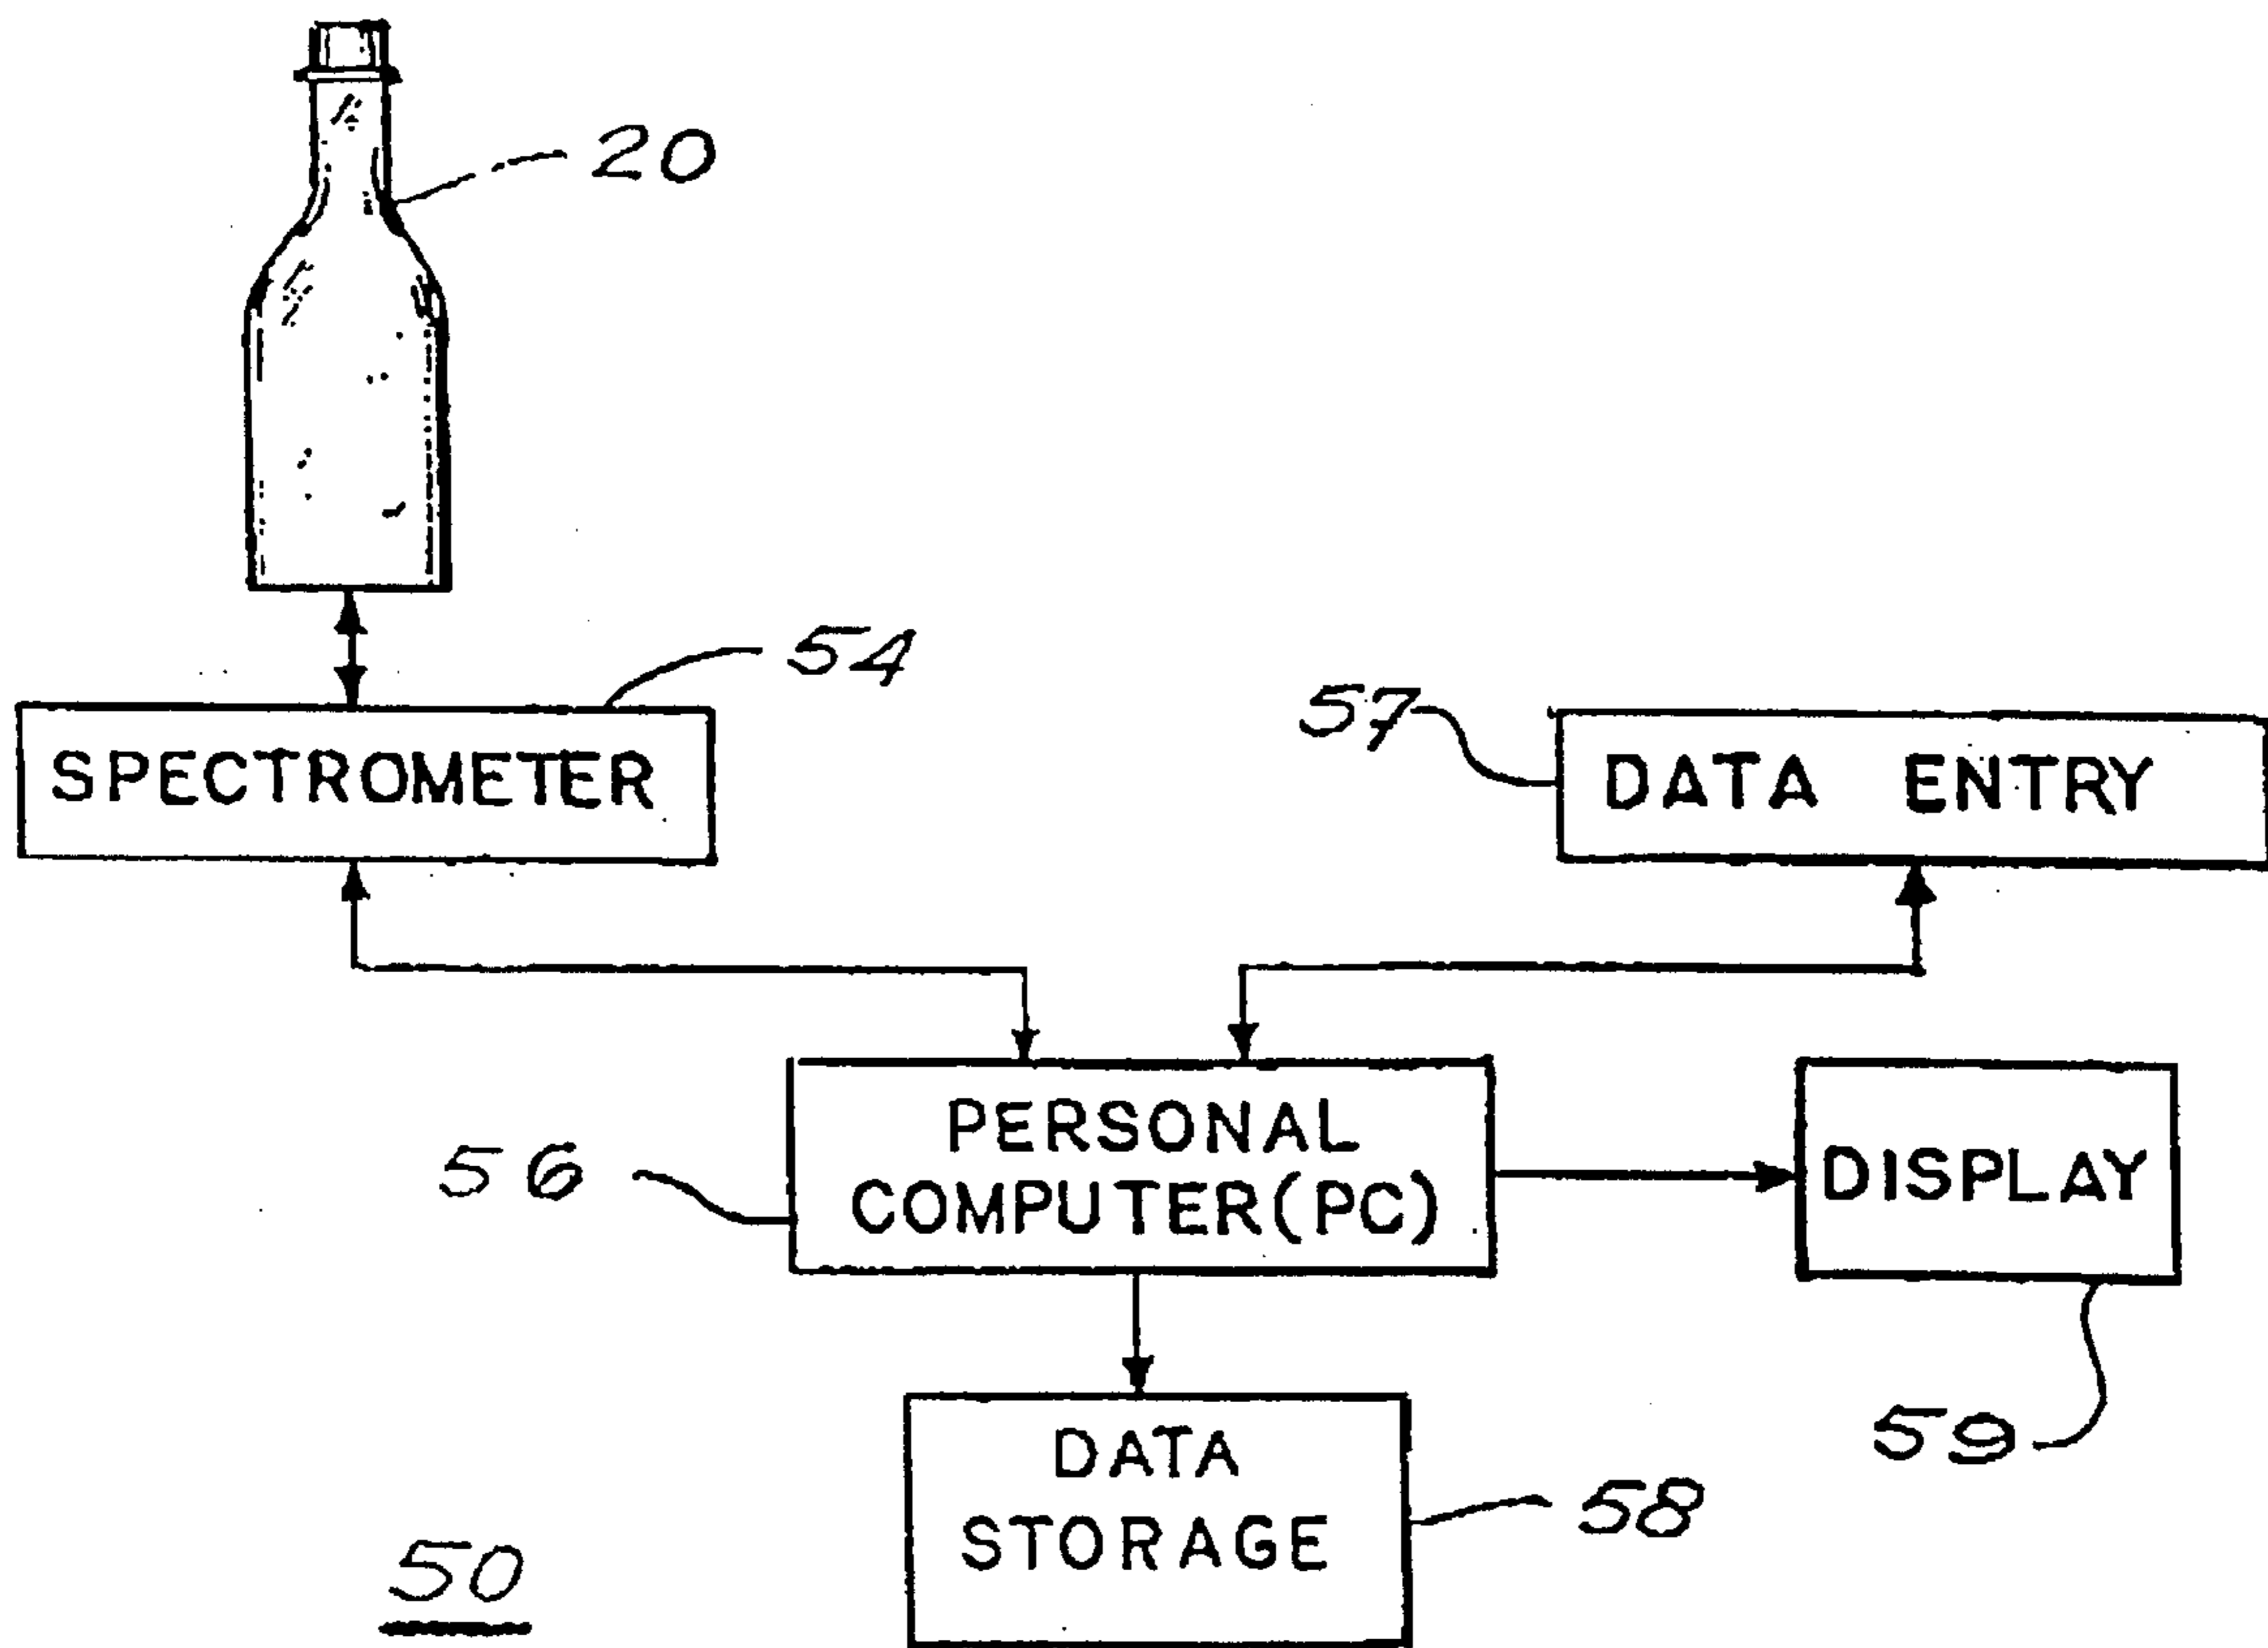 20
54
SPECTROMETER
57
DATA ENTRY
56
PERSONAL
COMPUTER(PC)
DISPLAY
59
DATA
STORAGE
58
50